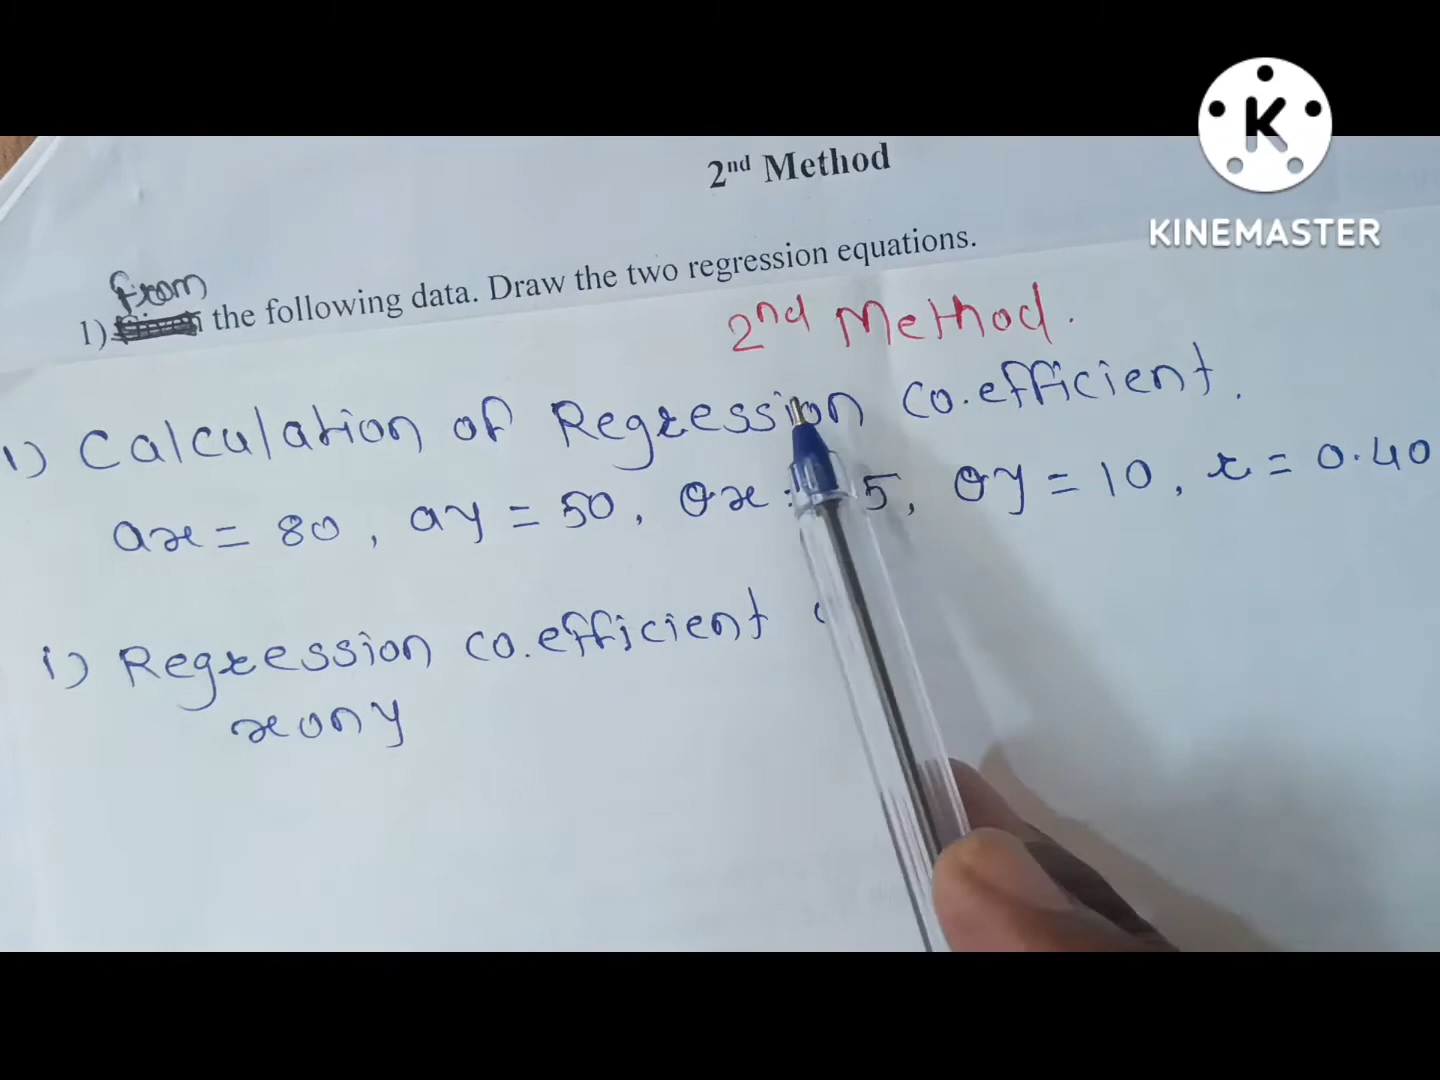 K
KINEMASTER
2nd Method
From
1) the following data. Draw the two regression equations.
2nd Method.
1) Calculation of Regression co.efficient.
ax = 80, ay = 50, σx 5, σy = 10, r = 0.40
i) Regression co.efficient
x on y